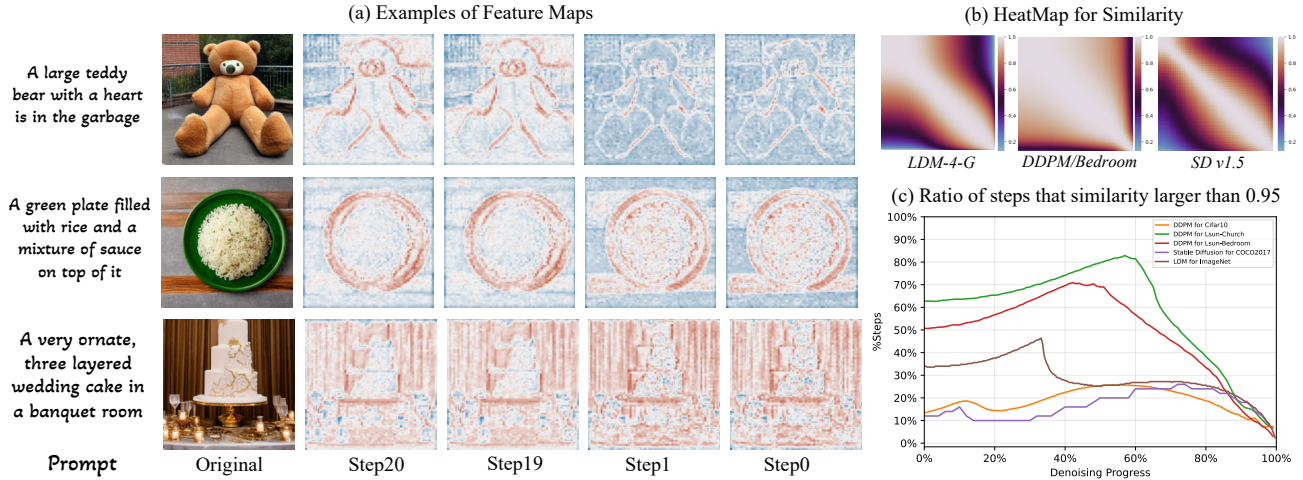 (a) Examples of Feature Maps
A large teddy
bear with a heart
is in the garbage
A green plate filled
with rice and a
mixture of sauce
on top of it
A very ornate,
three layered
wedding cake in
a banquet room
Prompt
Original
Step20
Step19
Step1
Step0
(b) HeatMap for Similarity
1.0
0.8
0.6
0.4
0.2
1.0
0.8
0.6
0.4
0.2
1.0
0.8
0.6
0.4
0.2
LDM-4-G
DDPM/Bedroom
SD v1.5
(c) Ratio of steps that similarity larger than 0.95
100%
90%
80%
70%
60%
50%
40%
30%
20%
10%
0%
%Steps
DDPM for Cifar10
DDPM for Lsun-Church
DDPM for Lsun-Bedroom
Stable Diffusion for COCO2017
LDM for ImageNet
0%
20%
40%
60%
80%
100%
Denoising Progress